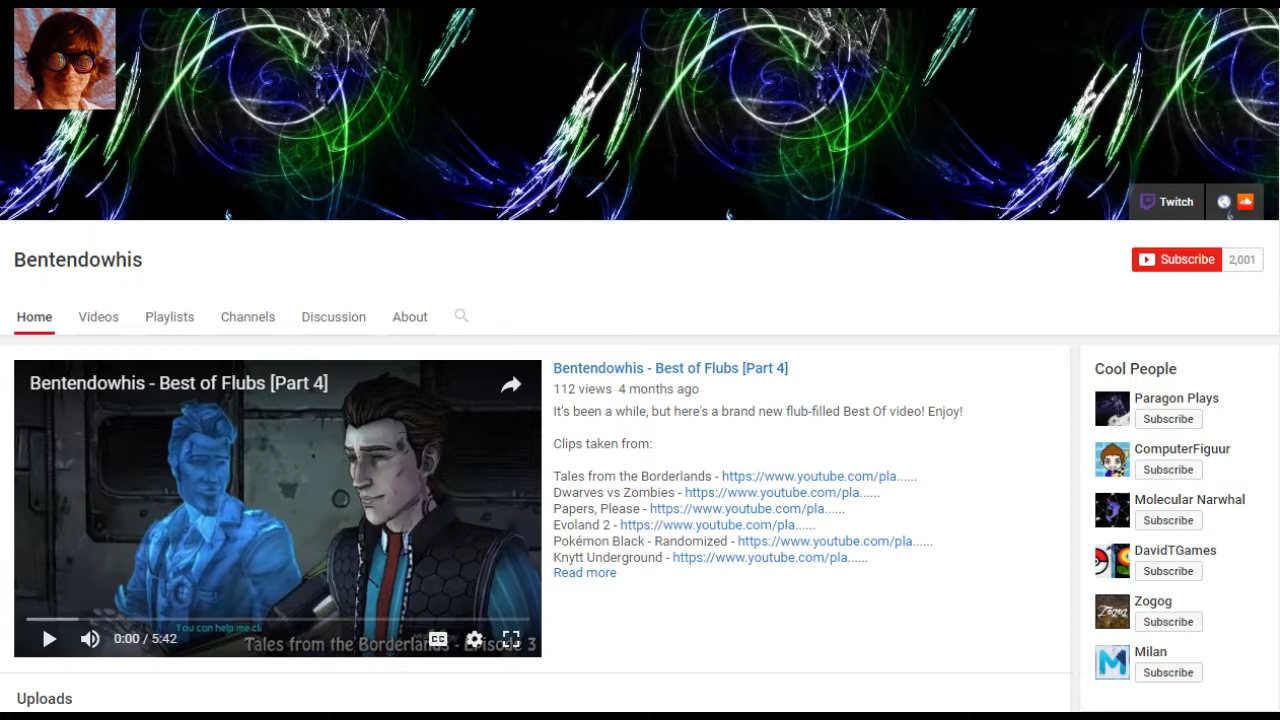 Twitch
Bentendowhis
Subscribe 2,001
Home Videos Playlists Channels Discussion About
Bentendowhis - Best of Flubs [Part 4]
You can help me cli
0:00 / 5:42
CC
Tales from the Borderlands - Episode 3
Bentendowhis - Best of Flubs [Part 4]
112 views 4 months ago
It's been a while, but here's a brand new flub-filled Best Of video! Enjoy!
Clips taken from:
Tales from the Borderlands - https://www.youtube.com/pla......
Dwarves vs Zombies - https://www.youtube.com/pla......
Papers, Please - https://www.youtube.com/pla......
Evoland 2 - https://www.youtube.com/pla......
Pokémon Black - Randomized - https://www.youtube.com/pla......
Knytt Underground - https://www.youtube.com/pla......
Read more
Cool People
Paragon Plays
Subscribe
ComputerFiguur
Subscribe
Molecular Narwhal
Subscribe
DavidTGames
Subscribe
Zogog
Subscribe
Milan
Subscribe
Uploads